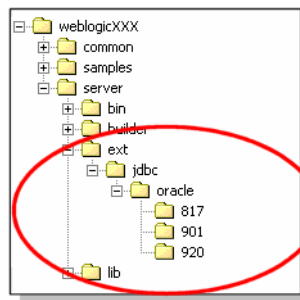 weblogicXXX
common
samples
server
bin
builder
ext
jdbc
oracle
817
901
920
lib